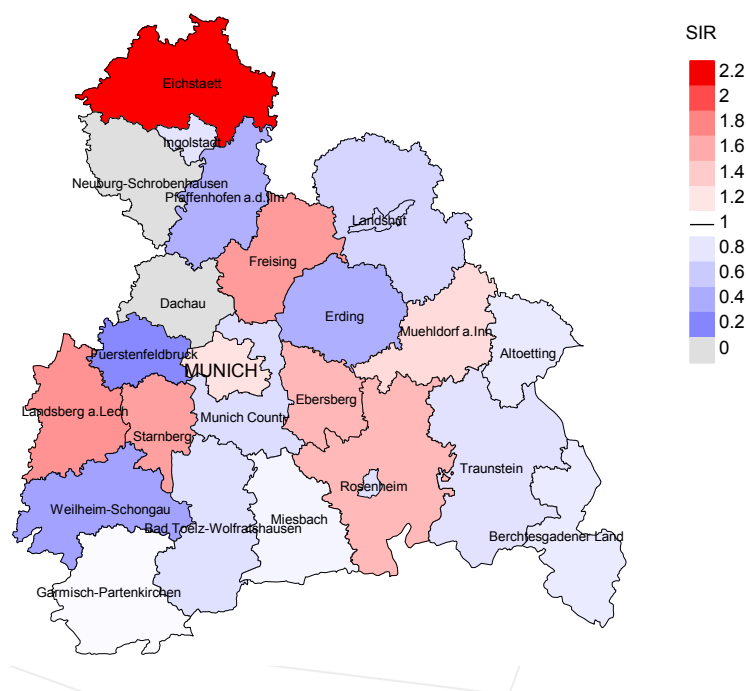 SIR
2.2
2
1.8
1.6
1.4
1.2
1
0.8
0.6
0.4
0.2
0
Eichstaett
Ingolstadt
Neuburg-Schrobenhausen
Pfaffenhofen a.d.Ilm
Landshut
Freising
Dachau
Erding
Muehldorf a.Inn
Fuerstenfeldbruck
Altoetting
MUNICH
Ebersberg
Landsberg a.Lech
Munich County
Starnberg
Traunstein
Rosenheim
Weilheim-Schongau
Miesbach
Bad Toelz-Wolfratshausen
Berchtesgadener Land
Garmisch-Partenkirchen